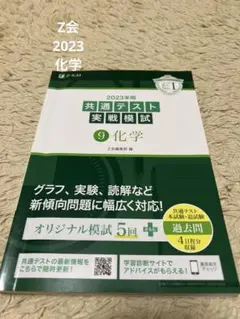 Z会
2023
化学
2023年用
共通テスト
実戦模試
9 化学
Z会編集部 編
グラフ、実験、読解など
新傾向問題に幅広く対応!
オリジナル模試5回
共通テスト
本試験・追試験
過去問
4日程分
収録
共通テストの最新情報を
こちらで随時更新!
学習診断サイトで
アドバイスがもらえる!